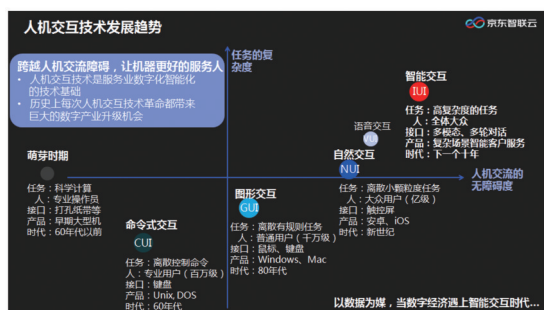 人机交互技术发展趋势
京东智联云
跨越人机交流障碍，让机器更好的服务人
• 人机交互技术是服务业数字化智能化
的技术基础
• 历史上每次人机交互技术革命都带来
巨大的数字产业升级机会
任务的复
杂度
智能交互
IUI
任务：高复杂度的任务
人：全体大众
接口：多模态、多轮对话
产品：复杂场景智能客户服务
时代：下一个十年
语音交互
VUI
自然交互
NUI
人机交流的
无障碍度
任务：离散小颗粒度任务
人：大众用户（亿级）
接口：触控屏
产品：安卓、iOS
时代：新世纪
萌芽时期
任务：科学计算
人：专业操作员
接口：打孔纸带等
产品：早期大型机
时代：60年代以前
图形交互
GUI
任务：离散有规则任务
人：普通用户（千万级）
接口：鼠标、键盘
产品：Windows、Mac
时代：80年代
命令式交互
CUI
任务：离散控制命令
人：专业用户（百万级）
接口：键盘
产品：Unix, DOS
时代：60年代
以数据为媒，当数字经济遇上智能交互时代...